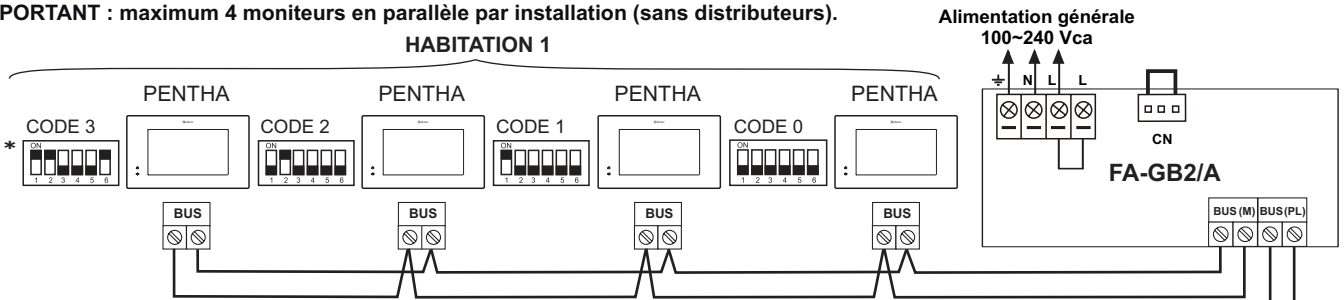 PORTANT : maximum 4 moniteurs en parallèle par installation (sans distributeurs).
HABITATION 1
Alimentation générale
100~240 Vca
N L L
PENTHA PENTHA PENTHA PENTHA
* CODE 3 CODE 2 CODE 1 CODE 0
ON ON ON ON
1 2 3 4 5 6 1 2 3 4 5 6 1 2 3 4 5 6 1 2 3 4 5 6
CN
FA-GB2/A
BUS BUS BUS BUS BUS (M) BUS (PL)